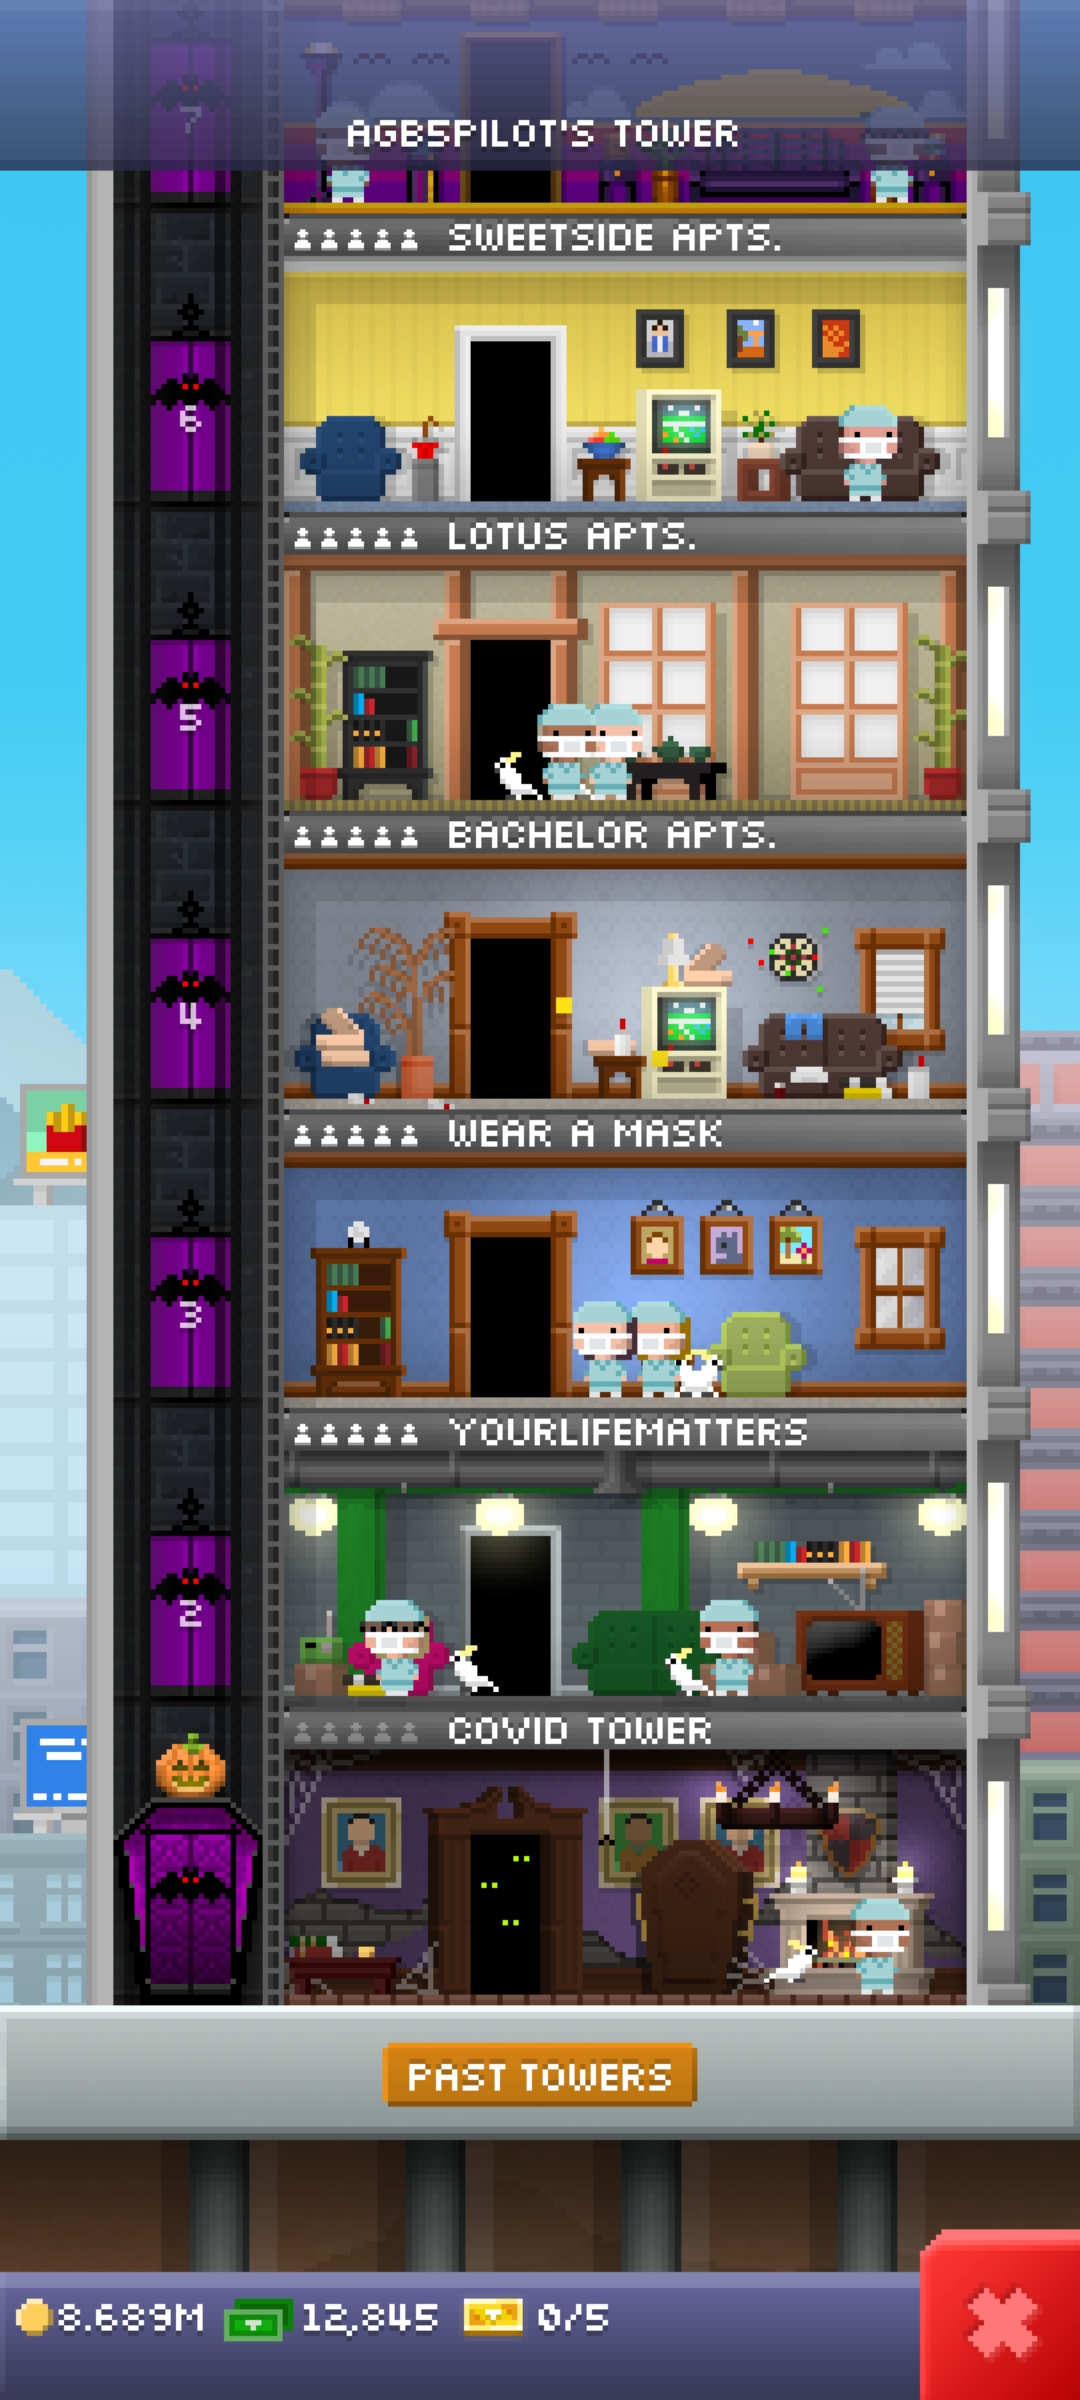 7
AGB5PILOT'S TOWER
SWEETSIDE APTS.
6
LOTUS APTS.
5
BACHELOR APTS.
4
WEAR A MASK
3
YOURLIFEMATTERS
2
COVID TOWER
PAST TOWERS
8.689M 12,845 0/5